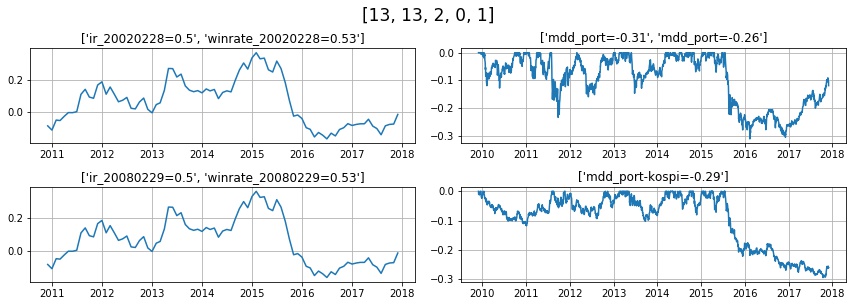 [13, 13, 2, 0, 1]
['ir_20020228=0.5', 'winrate_20020228=0.53']
0.2
0.0
2011 2012 2013 2014 2015 2016 2017 2018
['mdd_port=-0.31', 'mdd_port=-0.26']
0.0
−0.1
−0.2
−0.3
2010 2011 2012 2013 2014 2015 2016 2017 2018
['ir_20080229=0.5', 'winrate_20080229=0.53']
0.2
0.0
2011 2012 2013 2014 2015 2016 2017 2018
['mdd_port-kospi=-0.29']
0.0
−0.1
−0.2
−0.3
2010 2011 2012 2013 2014 2015 2016 2017 2018